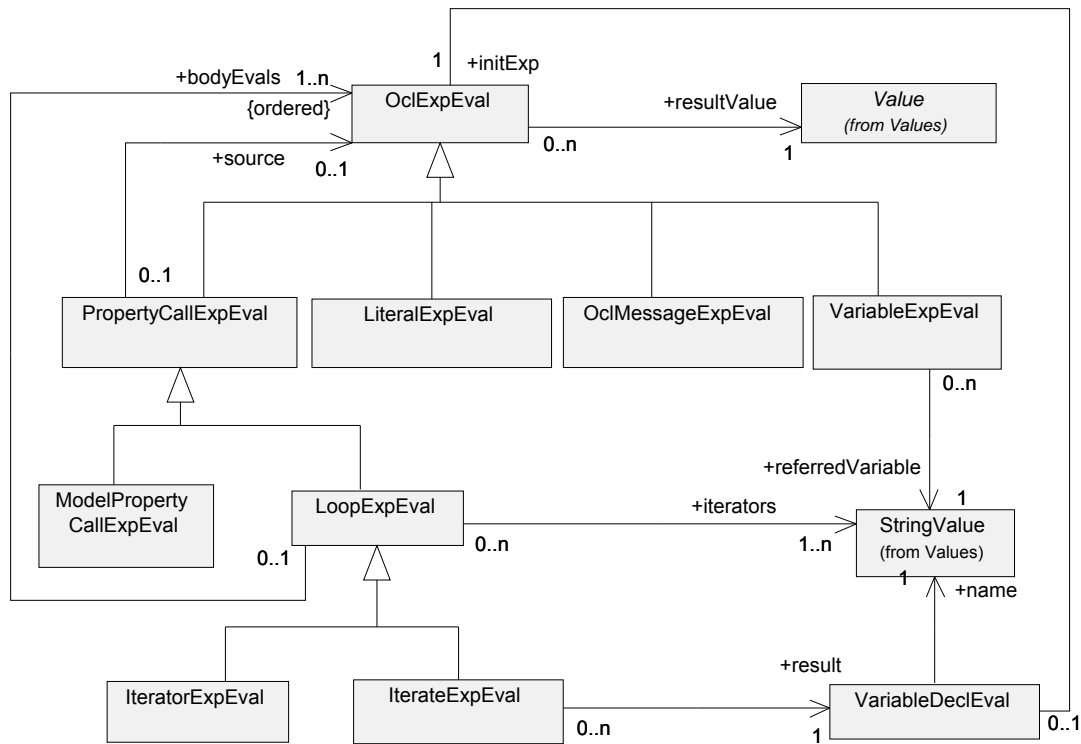 1
+initExp
+bodyEvals
1..n
{ordered}
OclExpEval
+resultValue
Value
(from Values)
0..n
1
+source
0..1
0..1
PropertyCallExpEval
LiteralExpEval
OclMessageExpEval
VariableExpEval
0..n
+referredVariable
1
ModelProperty
CallExpEval
LoopExpEval
+iterators
StringValue
(from Values)
0..1
0..n
1..n
1
+name
+result
IteratorExpEval
IterateExpEval
VariableDeclEval
0..n
1
0..1